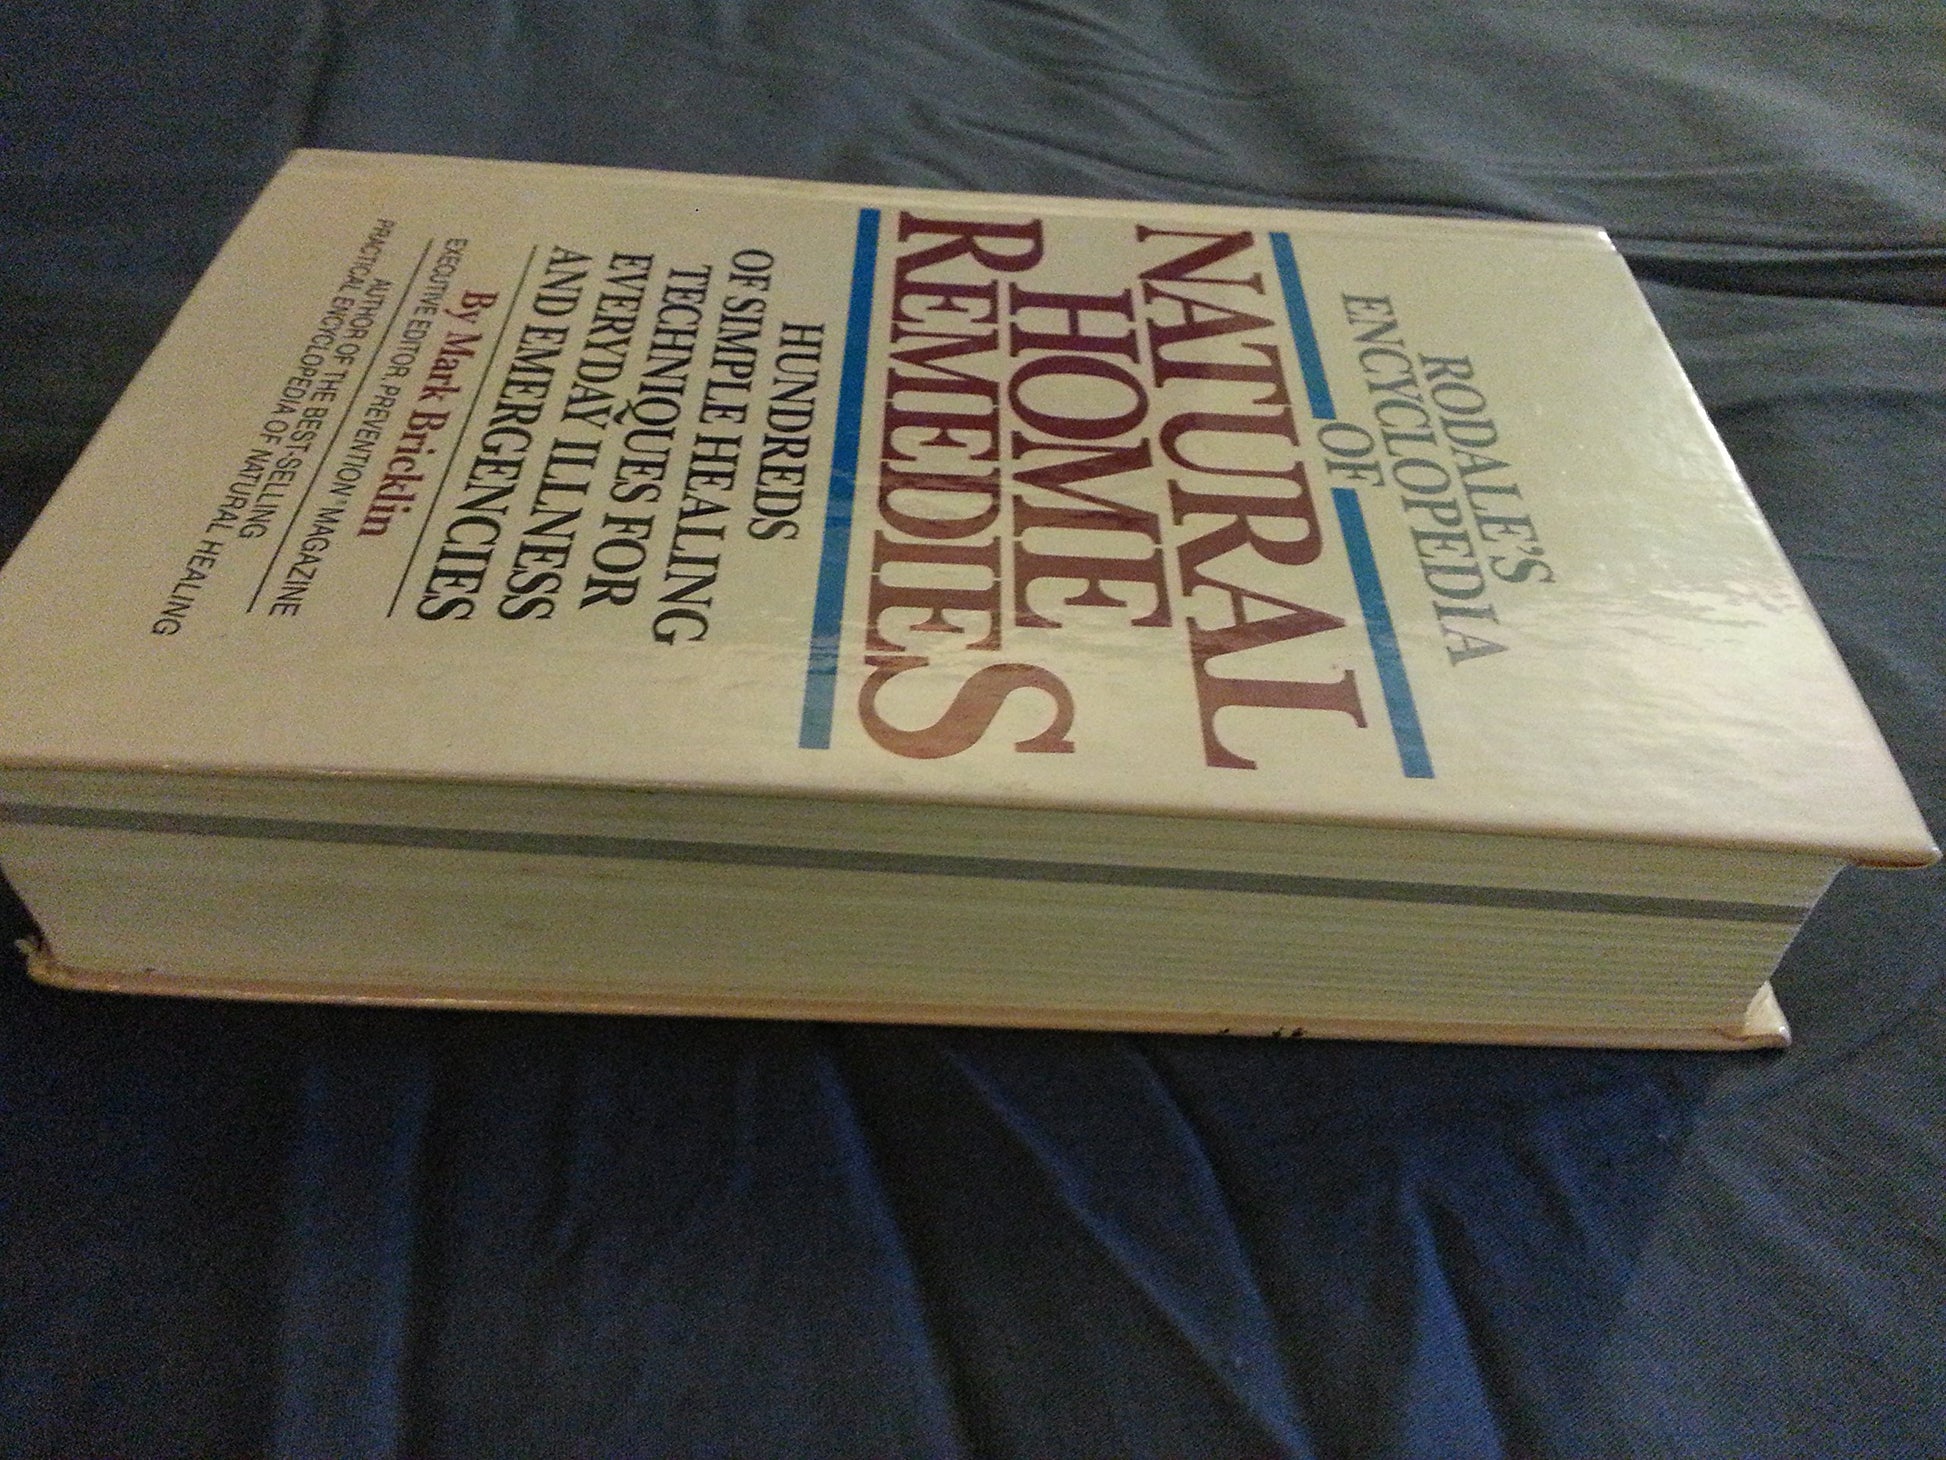 RODALE'S
ENCYCLOPEDIA
OF
NATURAL
HOME
REMEDIES
HUNDREDS
OF SIMPLE HEALING
TECHNIQUES FOR
EVERYDAY ILLNESS
AND EMERGENCIES
By Mark Bricklin
EXECUTIVE EDITOR, PREVENTION® MAGAZINE
AUTHOR OF THE BEST-SELLING
PRACTICAL ENCYCLOPEDIA OF NATURAL HEALING